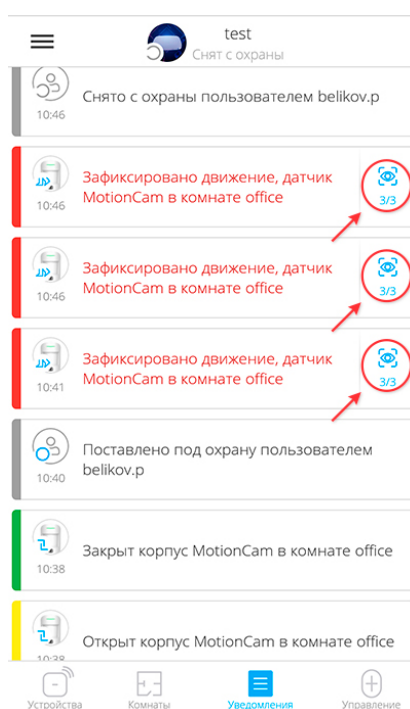 test
Снят с охраны
Снято с охраны пользователем belikov.p
10:46
Зафиксировано движение, датчик
MotionCam в комнате office
10:46
3/3
Зафиксировано движение, датчик
MotionCam в комнате office
10:46
3/3
Зафиксировано движение, датчик
MotionCam в комнате office
10:41
3/3
Поставлено под охрану пользователем
belikov.p
10:40
Закрыт корпус MotionCam в комнате office
10:38
Открыт корпус MotionCam в комнате office
10:38
Устройства Комнаты Уведомления Управление